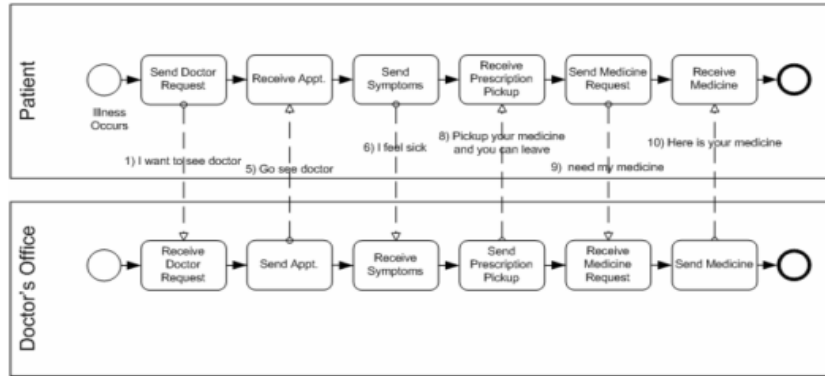 Patient
Send Doctor
Request
Receive Appt.
Send
Symptoms
Receive
Prescription
Pickup
Send Medicine
Request
Receive
Medicine
Illness
Occurs
1) I want to see doctor
5) Go see doctor
6) I feel sick
8) Pickup your medicine
and you can leave
9) need my medicine
10) Here is your medicine
Doctor's Office
Receive
Doctor
Request
Send Appt.
Receive
Symptoms
Send
Prescription
Pickup
Receive
Medicine
Request
Send Medicine